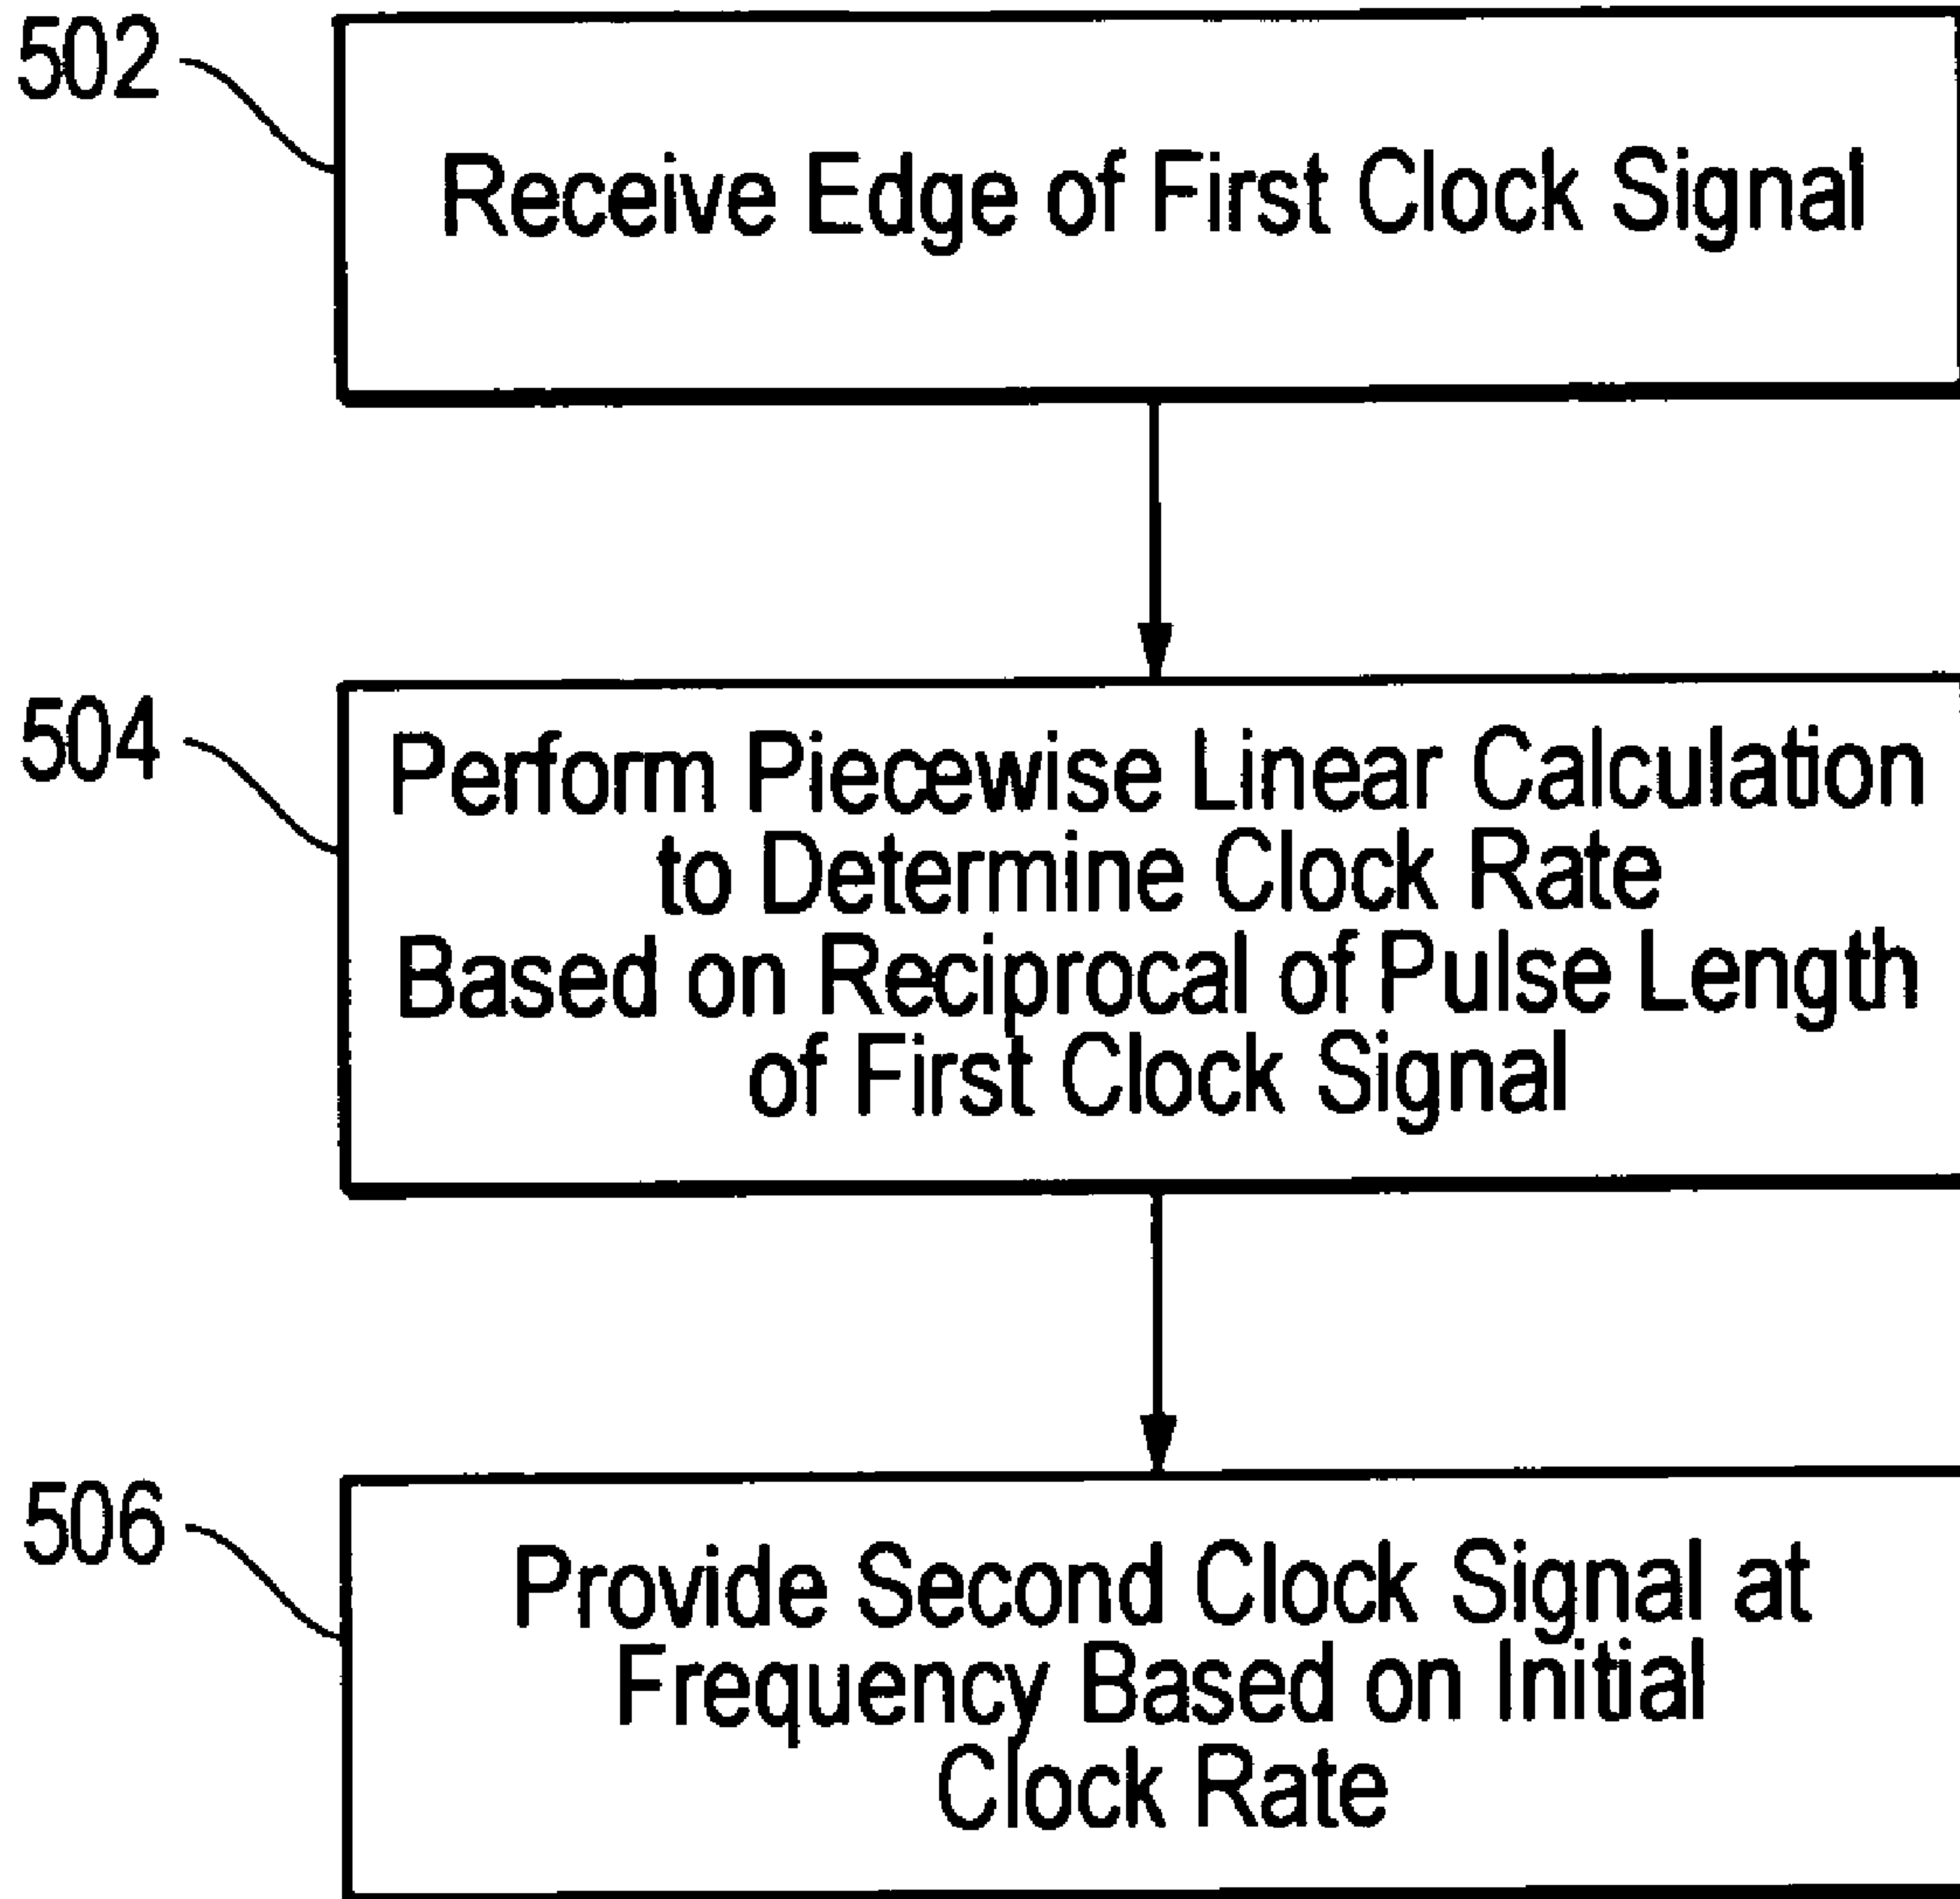 502
Receive Edge of First Clock Signal
504
Perform Piecewise Linear Calculation
to Determine Clock Rate
Based on Reciprocal of Pulse Length
of First Clock Signal
506
Provide Second Clock Signal at
Frequency Based on Initial
Clock Rate